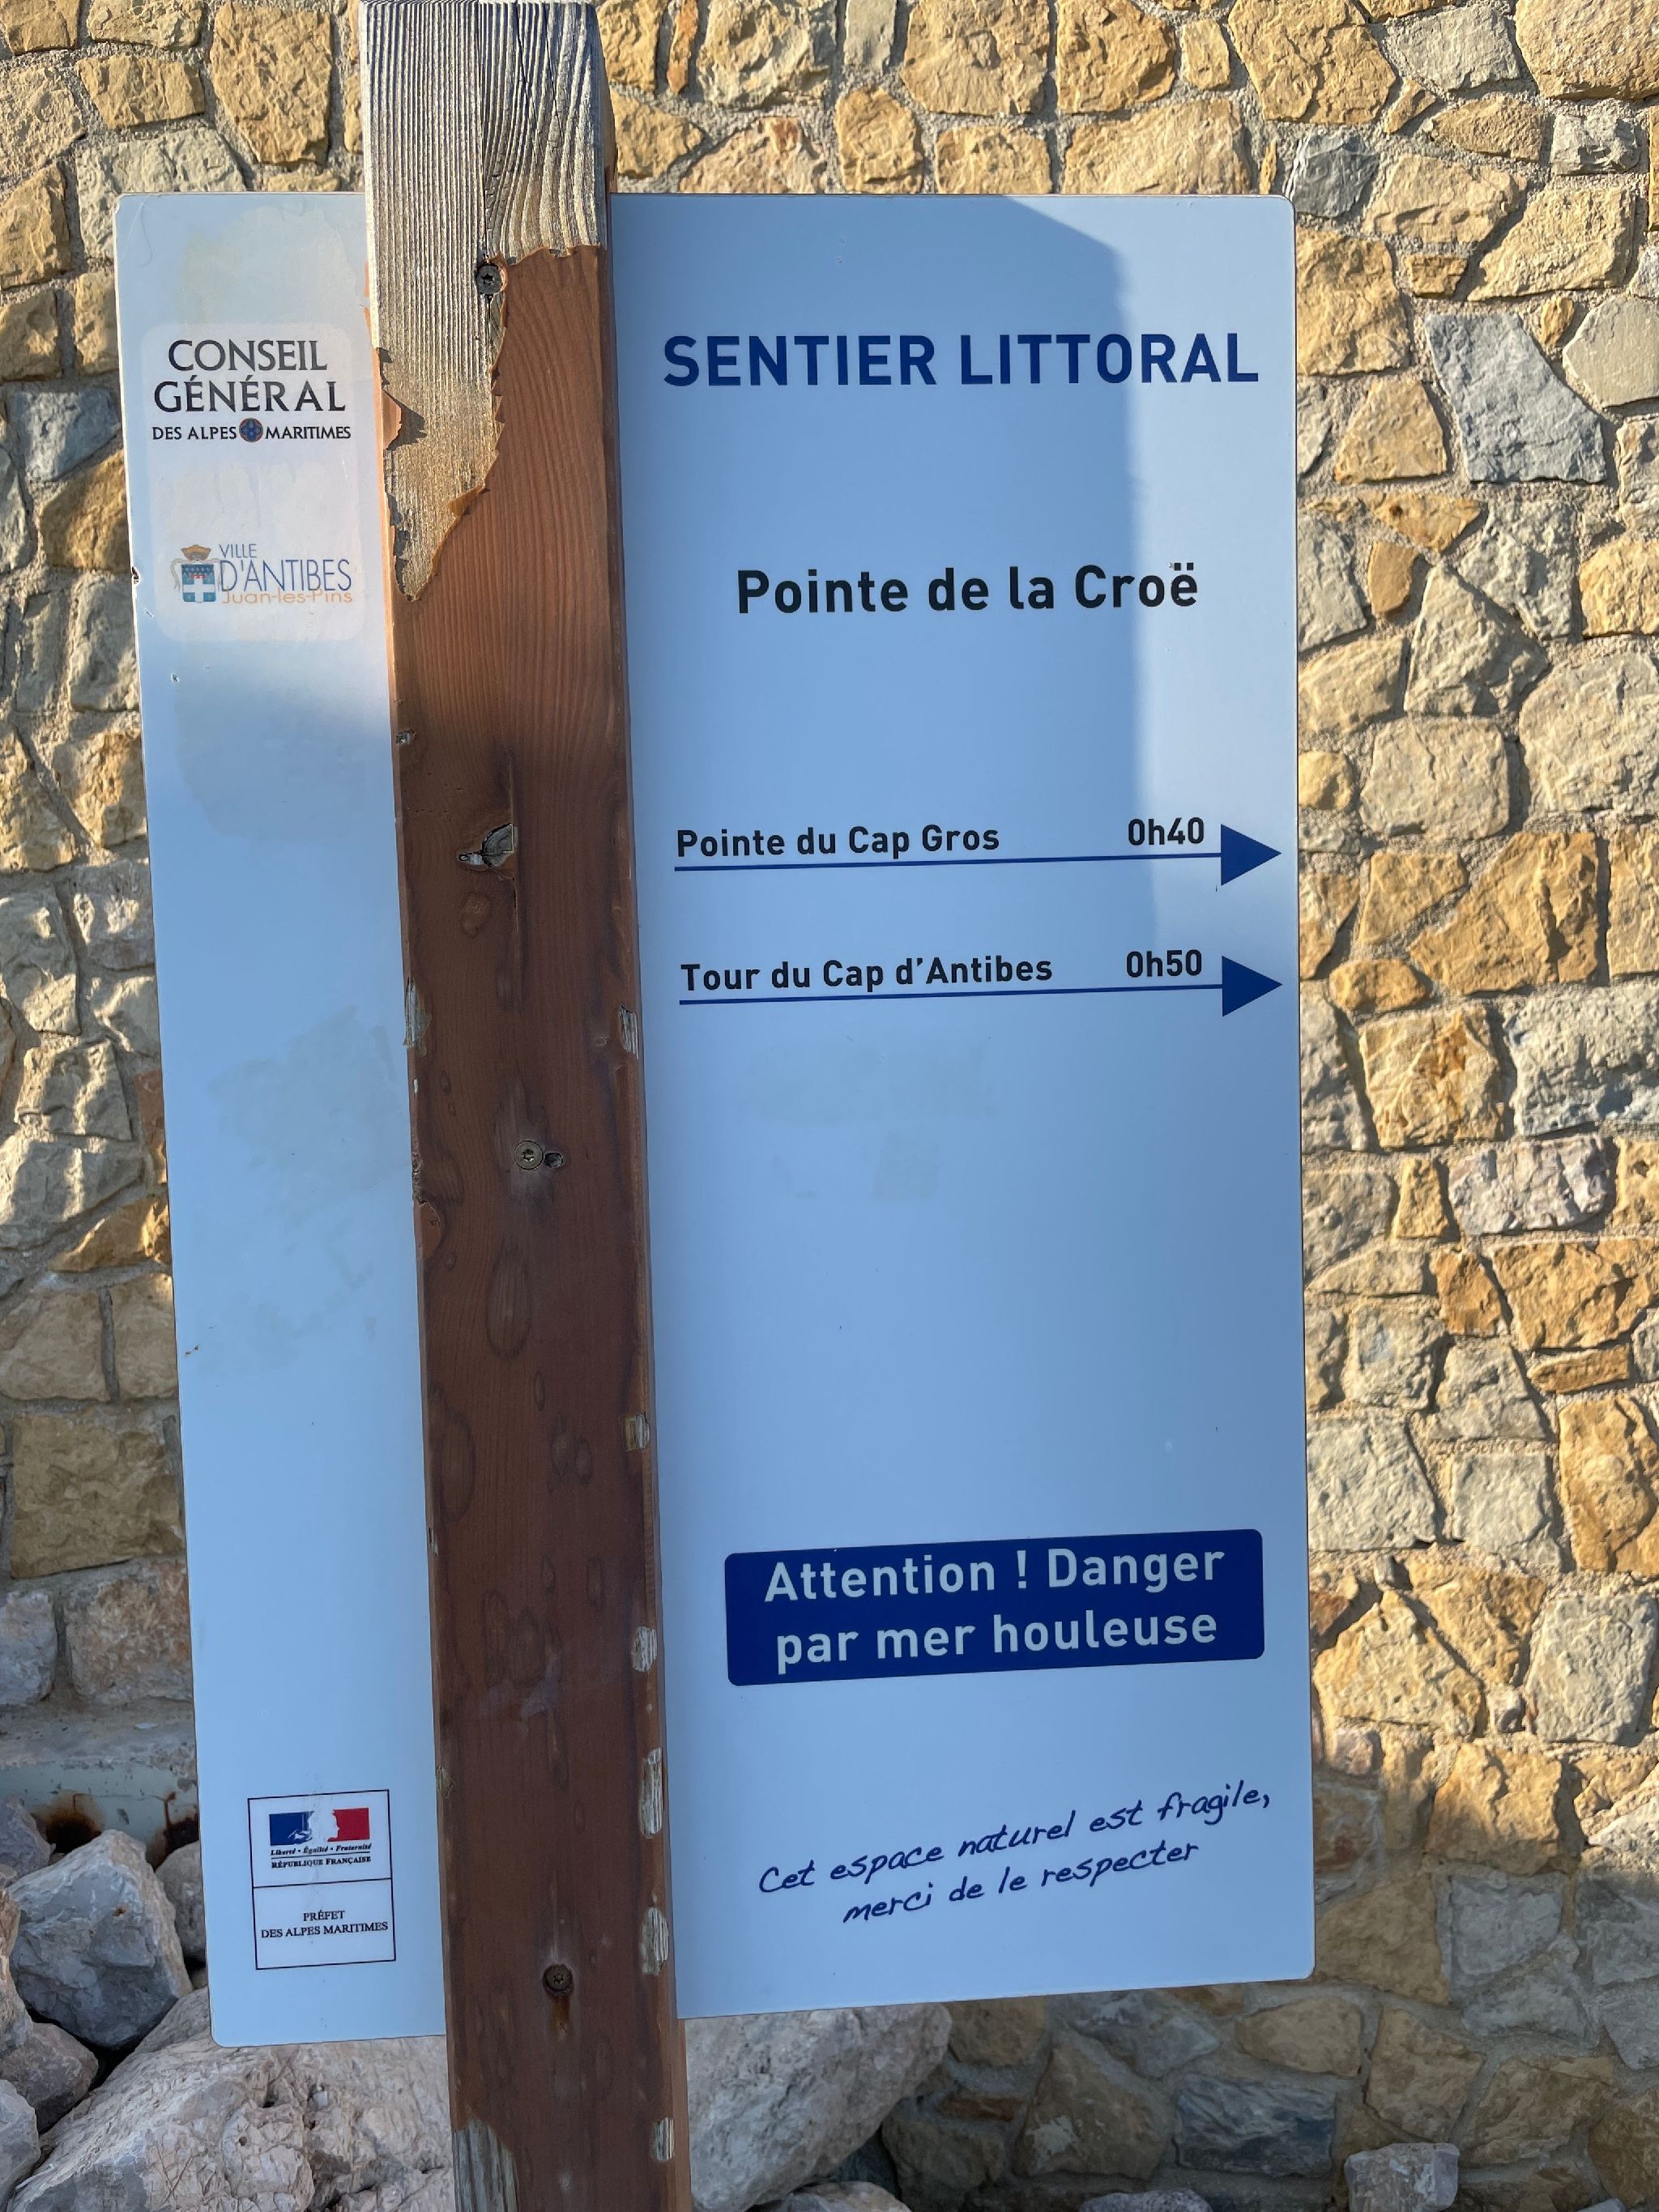 CONSEIL
GÉNÉRAL
DES ALPES MARITIMES
VILLE
D'ANTIBES
Juan-les-Pins
SENTIER LITTORAL
Pointe de la Croë
Pointe du Cap Gros 0h40
Tour du Cap d'Antibes 0h50
Attention ! Danger
par mer houleuse
Cet espace naturel est fragile,
merci de le respecter
Liberté • Égalité • Fraternité
RÉPUBLIQUE FRANÇAISE
PRÉFET
DES ALPES MARITIMES